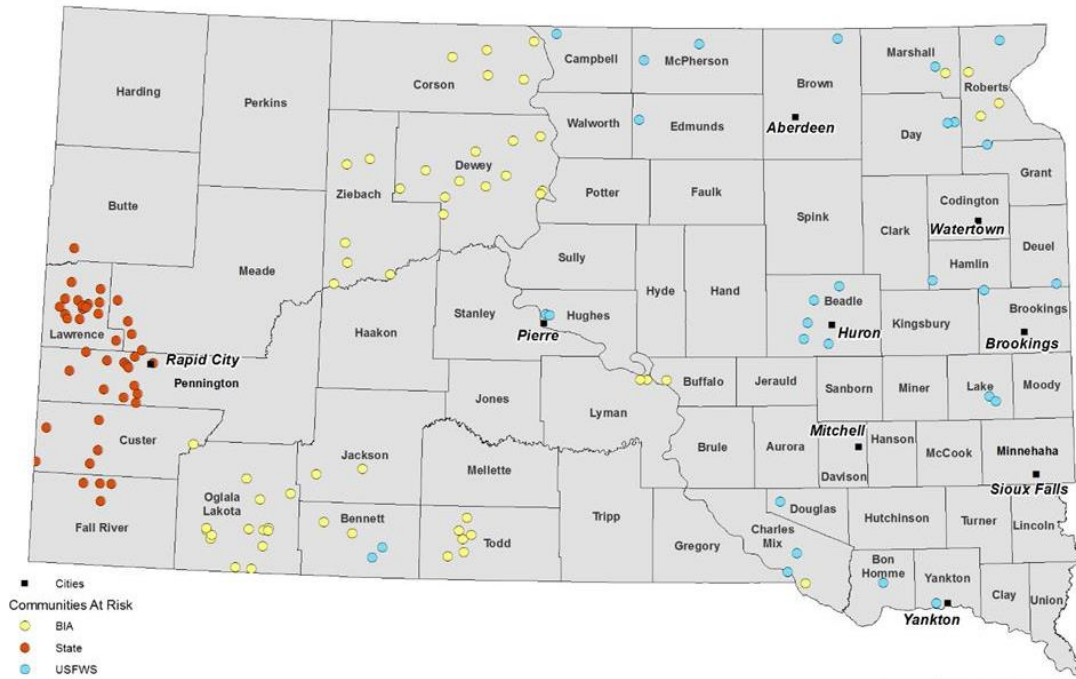 Harding
Perkins
Corson
Campbell
McPherson
Brown
Marshall
Roberts
Walworth
Edmunds
Aberdeen
Day
Dewey
Ziebach
Potter
Faulk
Spink
Grant
Codington
Butte
Clark
Watertown
Deuel
Sully
Hamlin
Meade
Hyde
Hand
Beadle
Stanley
Hughes
Kingsbury
Brookings
Lawrence
Haakon
Pierre
Huron
Brookings
Rapid City
Pennington
Buffalo
Jerauld
Sanborn
Miner
Lake
Moody
Jones
Lyman
Custer
Mitchell
Brule
Aurora
Hanson
McCook
Minnehaha
Jackson
Mellette
Davison
Sioux Falls
Oglala
Lakota
Fall River
Bennett
Todd
Tripp
Gregory
Charles
Mix
Douglas
Hutchinson
Turner
Lincoln
Bon
Homme
Yankton
Clay
Union
Yankton
Cities
Communities At Risk
BIA
State
USFWS